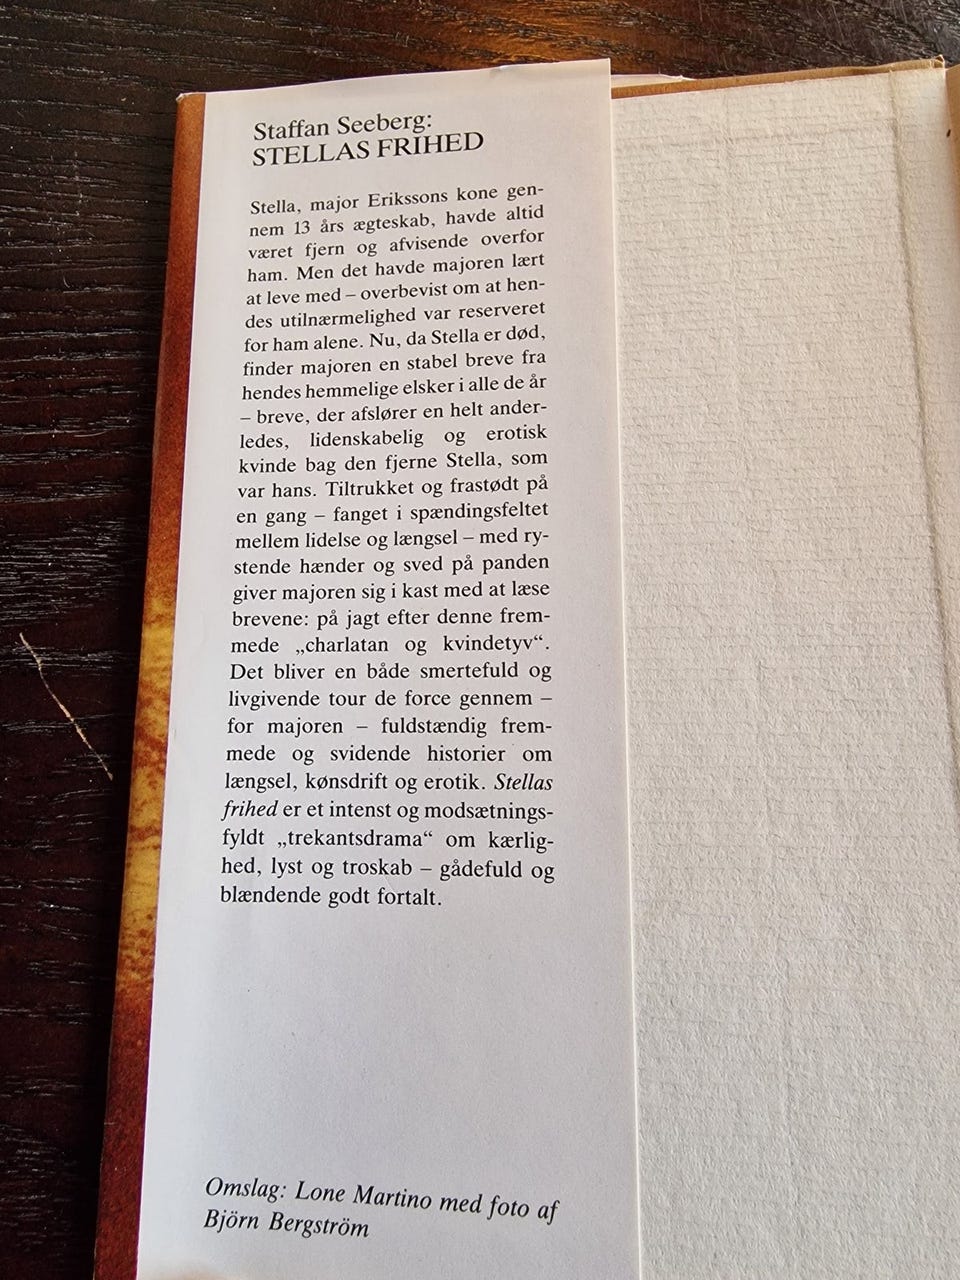 Staffan Seeberg:
STELLAS FRIHED
Stella, major Erikssons kone gen-
nem 13 års ægteskab, havde altid
været fjern og afvisende overfor
ham. Men det havde majoren lært
at leve med – overbevist om at hen-
des utilnærmelighed var reserveret
for ham alene. Nu, da Stella er død,
finder majoren en stabel breve fra
hendes hemmelige elsker i alle de år
– breve, der afslører en helt ander-
ledes, lidenskabelig og erotisk
kvinde bag den fjerne Stella, som
var hans. Tiltrukket og frastødt på
en gang – fanget i spændingsfeltet
mellem lidelse og længsel – med ry-
stende hænder og sved på panden
giver majoren sig i kast med at læse
brevene: på jagt efter denne frem-
mede „charlatan og kvindetyv“.
Det bliver en både smertefuld og
livgivende tour de force gennem –
for majoren – fuldstændig frem-
mede og svidende historier om
længsel, kønsdrift og erotik. Stellas
frihed er et intenst og modsætnings-
fyldt „trekantsdrama“ om kærlig-
hed, lyst og troskab – gådefuld og
blændende godt fortalt.
Omslag: Lone Martino med foto af
Björn Bergström